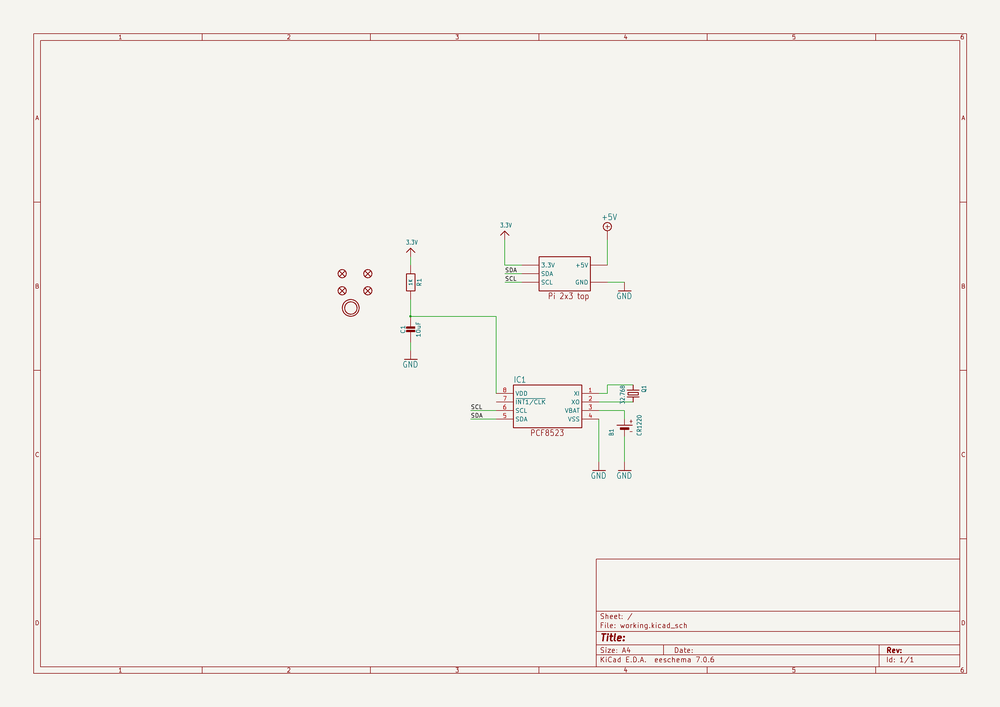 1 2 3 4 5 6
A A
+5V
3.3V
3.3V
3.3V +5V
SDA SDA
SCL SCL GND
1K R1
B B
Pi 2x3 top GND
C1 10uF
GND
IC1
8 VDD XI 1
7 INT1/CLK XO 2
SCL 6 SCL VBAT 3
SDA 5 SDA VSS 4
32.768 Q1
+
-
B1 CR1220
PCF8523
C C
GND GND
Sheet: /
File: working.kicad_sch
D D
Title:
Size: A4 Date: Rev:
KiCad E.D.A. eeschema 7.0.6 Id: 1/1
1 2 3 4 5 6